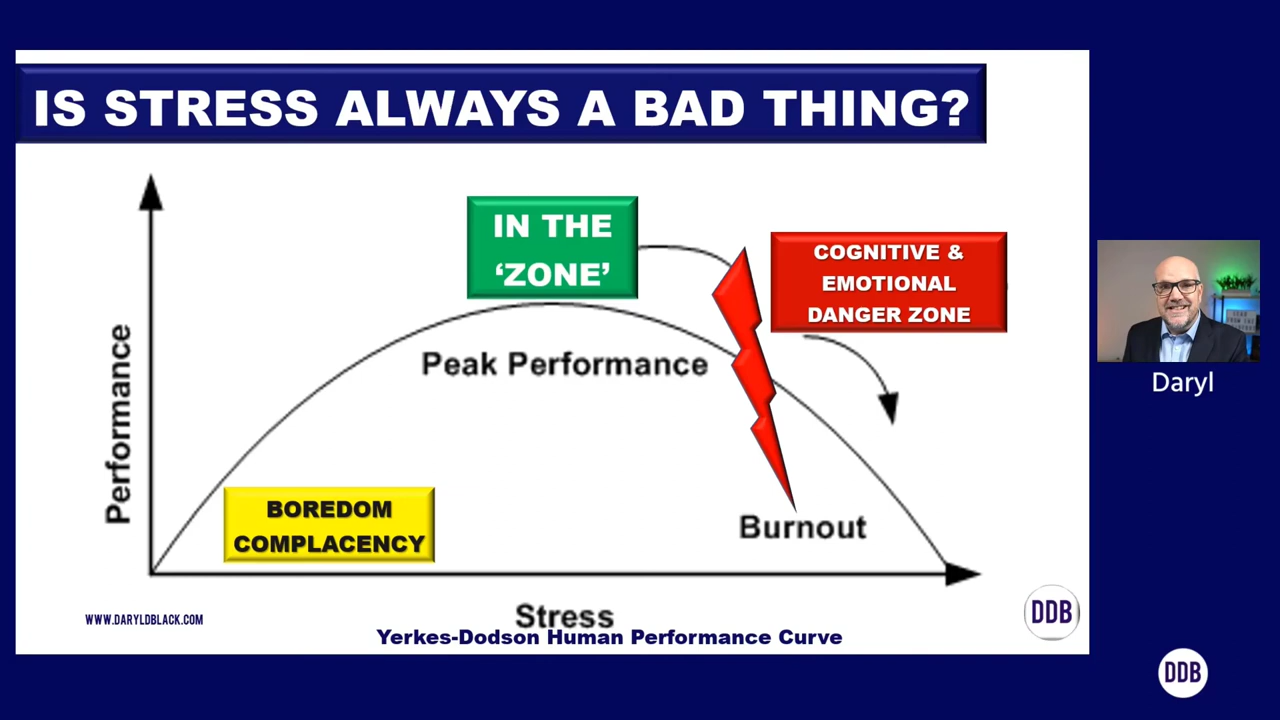 IS STRESS ALWAYS A BAD THING?
IN THE
‘ZONE’
COGNITIVE &
EMOTIONAL
DANGER ZONE
Peak Performance
Performance
BOREDOM
COMPLACENCY
Burnout
Stress
WWW.DARYLDBLACK.COM
Yerkes-Dodson Human Performance Curve
DDB
Daryl
DDB